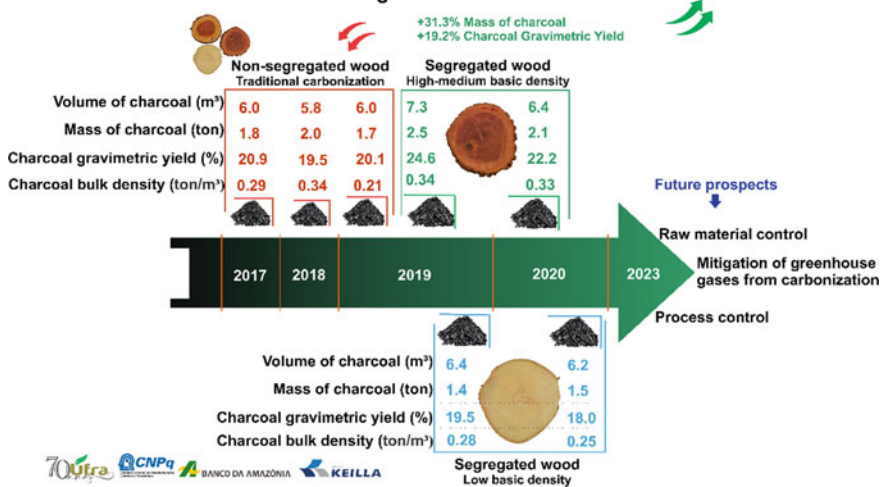 +31.3% Mass of charcoal
+19.2% Charcoal Gravimetric Yield
Non-segregated wood
Traditional carbonization
Segregated wood
High-medium basic density
Volume of charcoal (m³) 6.0 5.8 6.0 7.3 6.4
Mass of charcoal (ton) 1.8 2.0 1.7 2.5 2.1
Charcoal gravimetric yield (%) 20.9 19.5 20.1 24.6 22.2
Charcoal bulk density (ton/m³) 0.29 0.34 0.21 0.34 0.33
Future prospects
Raw material control
Mitigation of greenhouse
gases from carbonization
Process control
2017 2018 2019 2020 2023
Volume of charcoal (m³) 6.4 6.2
Mass of charcoal (ton) 1.4 1.5
Charcoal gravimetric yield (%) 19.5 18.0
Charcoal bulk density (ton/m³) 0.28 0.25
Segregated wood
Low basic density
70 Ufra CNPq BANCO DA AMAZÔNIA KEILLA